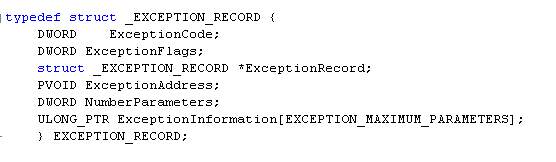 typedef struct _EXCEPTION_RECORD {
DWORD    ExceptionCode;
DWORD ExceptionFlags;
struct _EXCEPTION_RECORD *ExceptionRecord;
PVOID ExceptionAddress;
DWORD NumberParameters;
ULONG_PTR ExceptionInformation[EXCEPTION_MAXIMUM_PARAMETERS];
} EXCEPTION_RECORD;